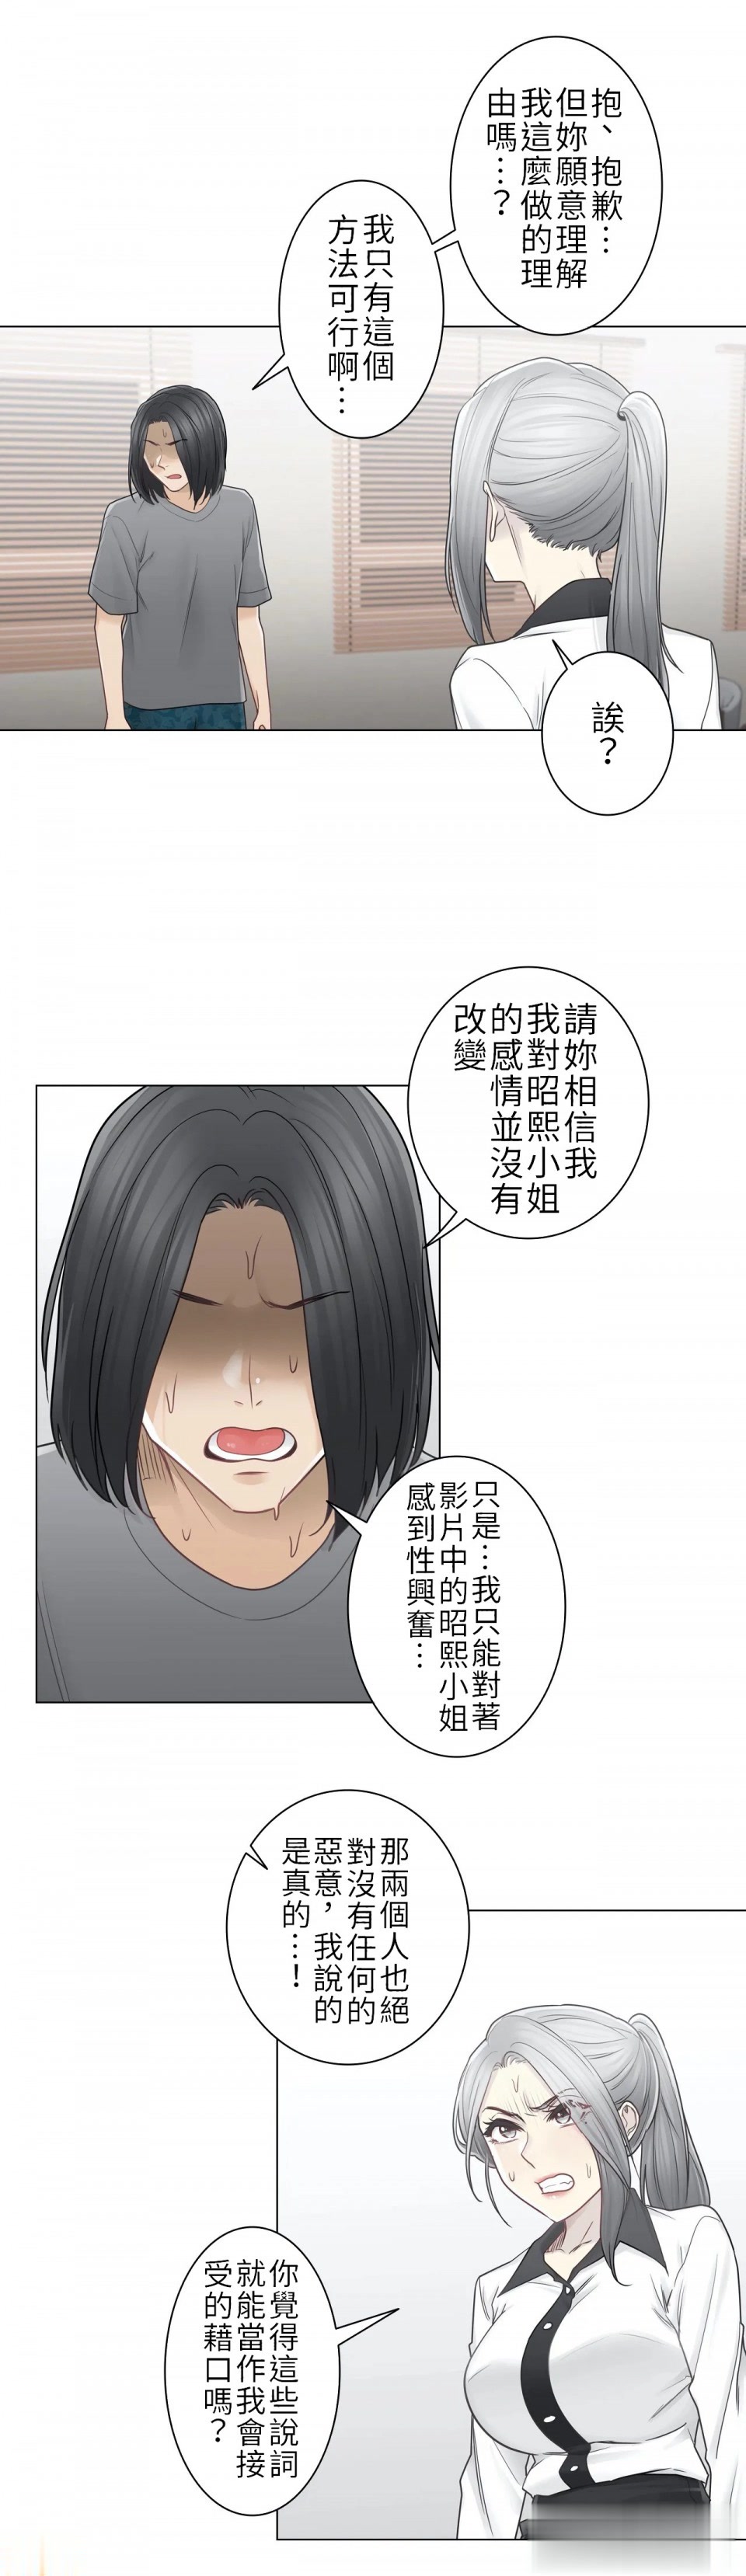 抱、抱歉…
但妳願意理解
我這麼做的理
由嗎…？
我只有這個
方法可行啊…
誒？
請妳相信我
我對昭熙小姐
的感情並沒有
改變
只是…我只能對著
影片中的昭熙小姐
感到性興奮…
那兩個人也絕
對沒有任何的
惡意，我說的
是真的…！
你覺得這些說詞
就能當作我會接
受的藉口嗎？